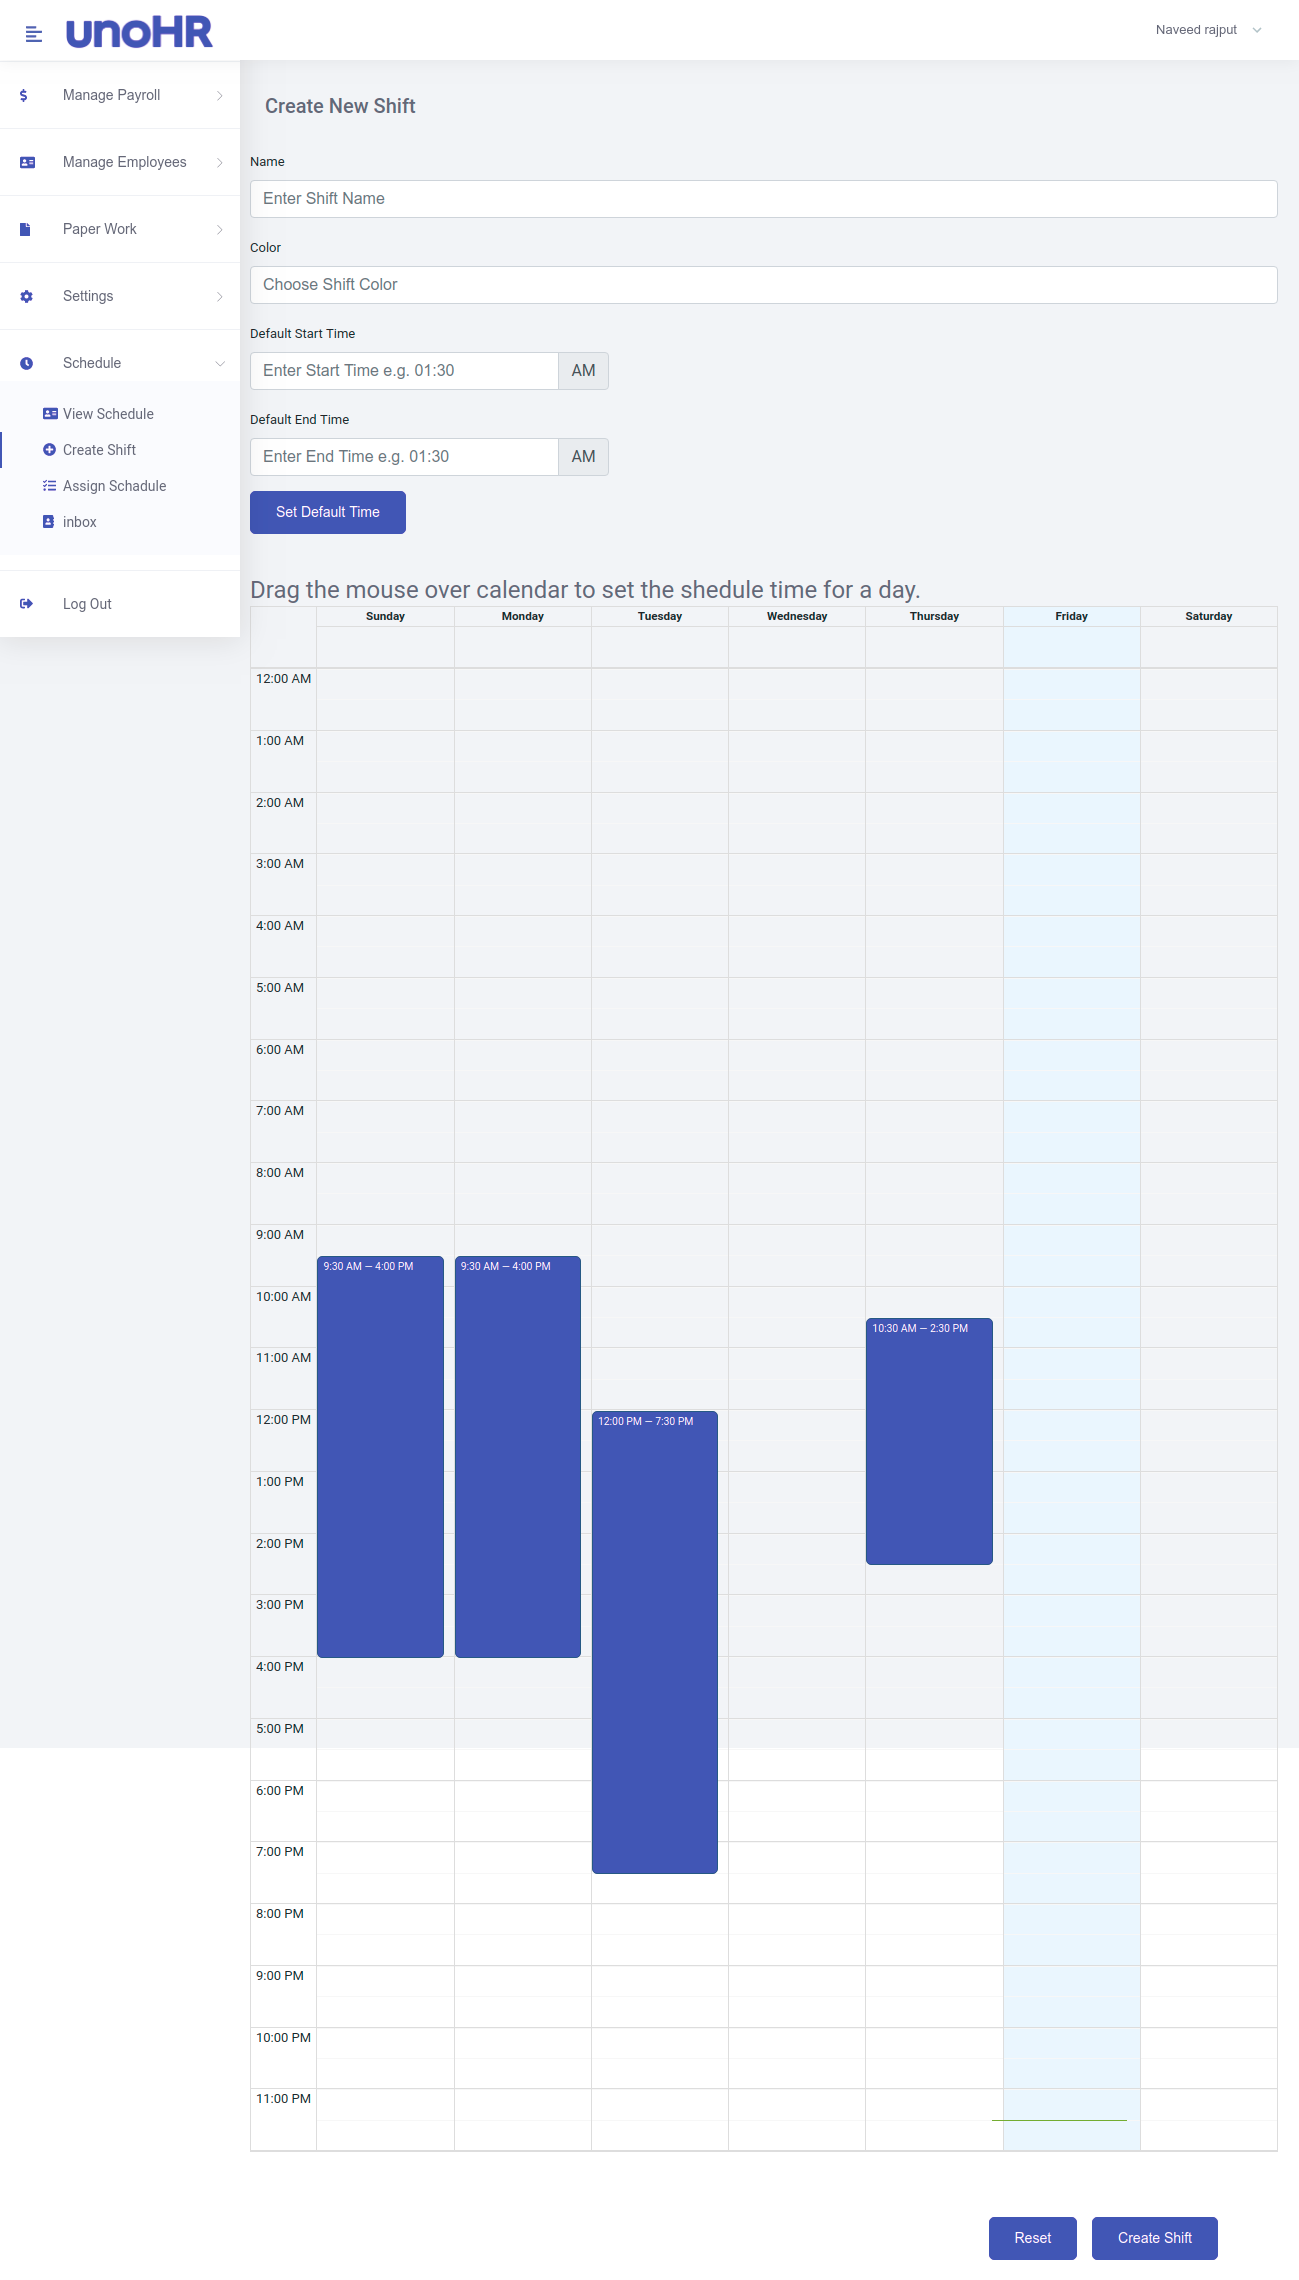 unoHR
Naveed rajput
Manage Payroll
Manage Employees
Paper Work
Settings
Schedule
View Schedule
Create Shift
Assign Schadule
inbox
Log Out
Create New Shift
Name
Enter Shift Name
Color
Choose Shift Color
Default Start Time
Enter Start Time e.g. 01:30 AM
Default End Time
Enter End Time e.g. 01:30 AM
Set Default Time
Drag the mouse over calendar to set the shedule time for a day.
Sunday Monday Tuesday Wednesday Thursday Friday Saturday
12:00 AM
1:00 AM
2:00 AM
3:00 AM
4:00 AM
5:00 AM
6:00 AM
7:00 AM
8:00 AM
9:00 AM
9:30 AM – 4:00 PM 9:30 AM – 4:00 PM
10:00 AM
10:30 AM – 2:30 PM
11:00 AM
12:00 PM
12:00 PM – 7:30 PM
1:00 PM
2:00 PM
3:00 PM
4:00 PM
5:00 PM
6:00 PM
7:00 PM
8:00 PM
9:00 PM
10:00 PM
11:00 PM
Reset Create Shift